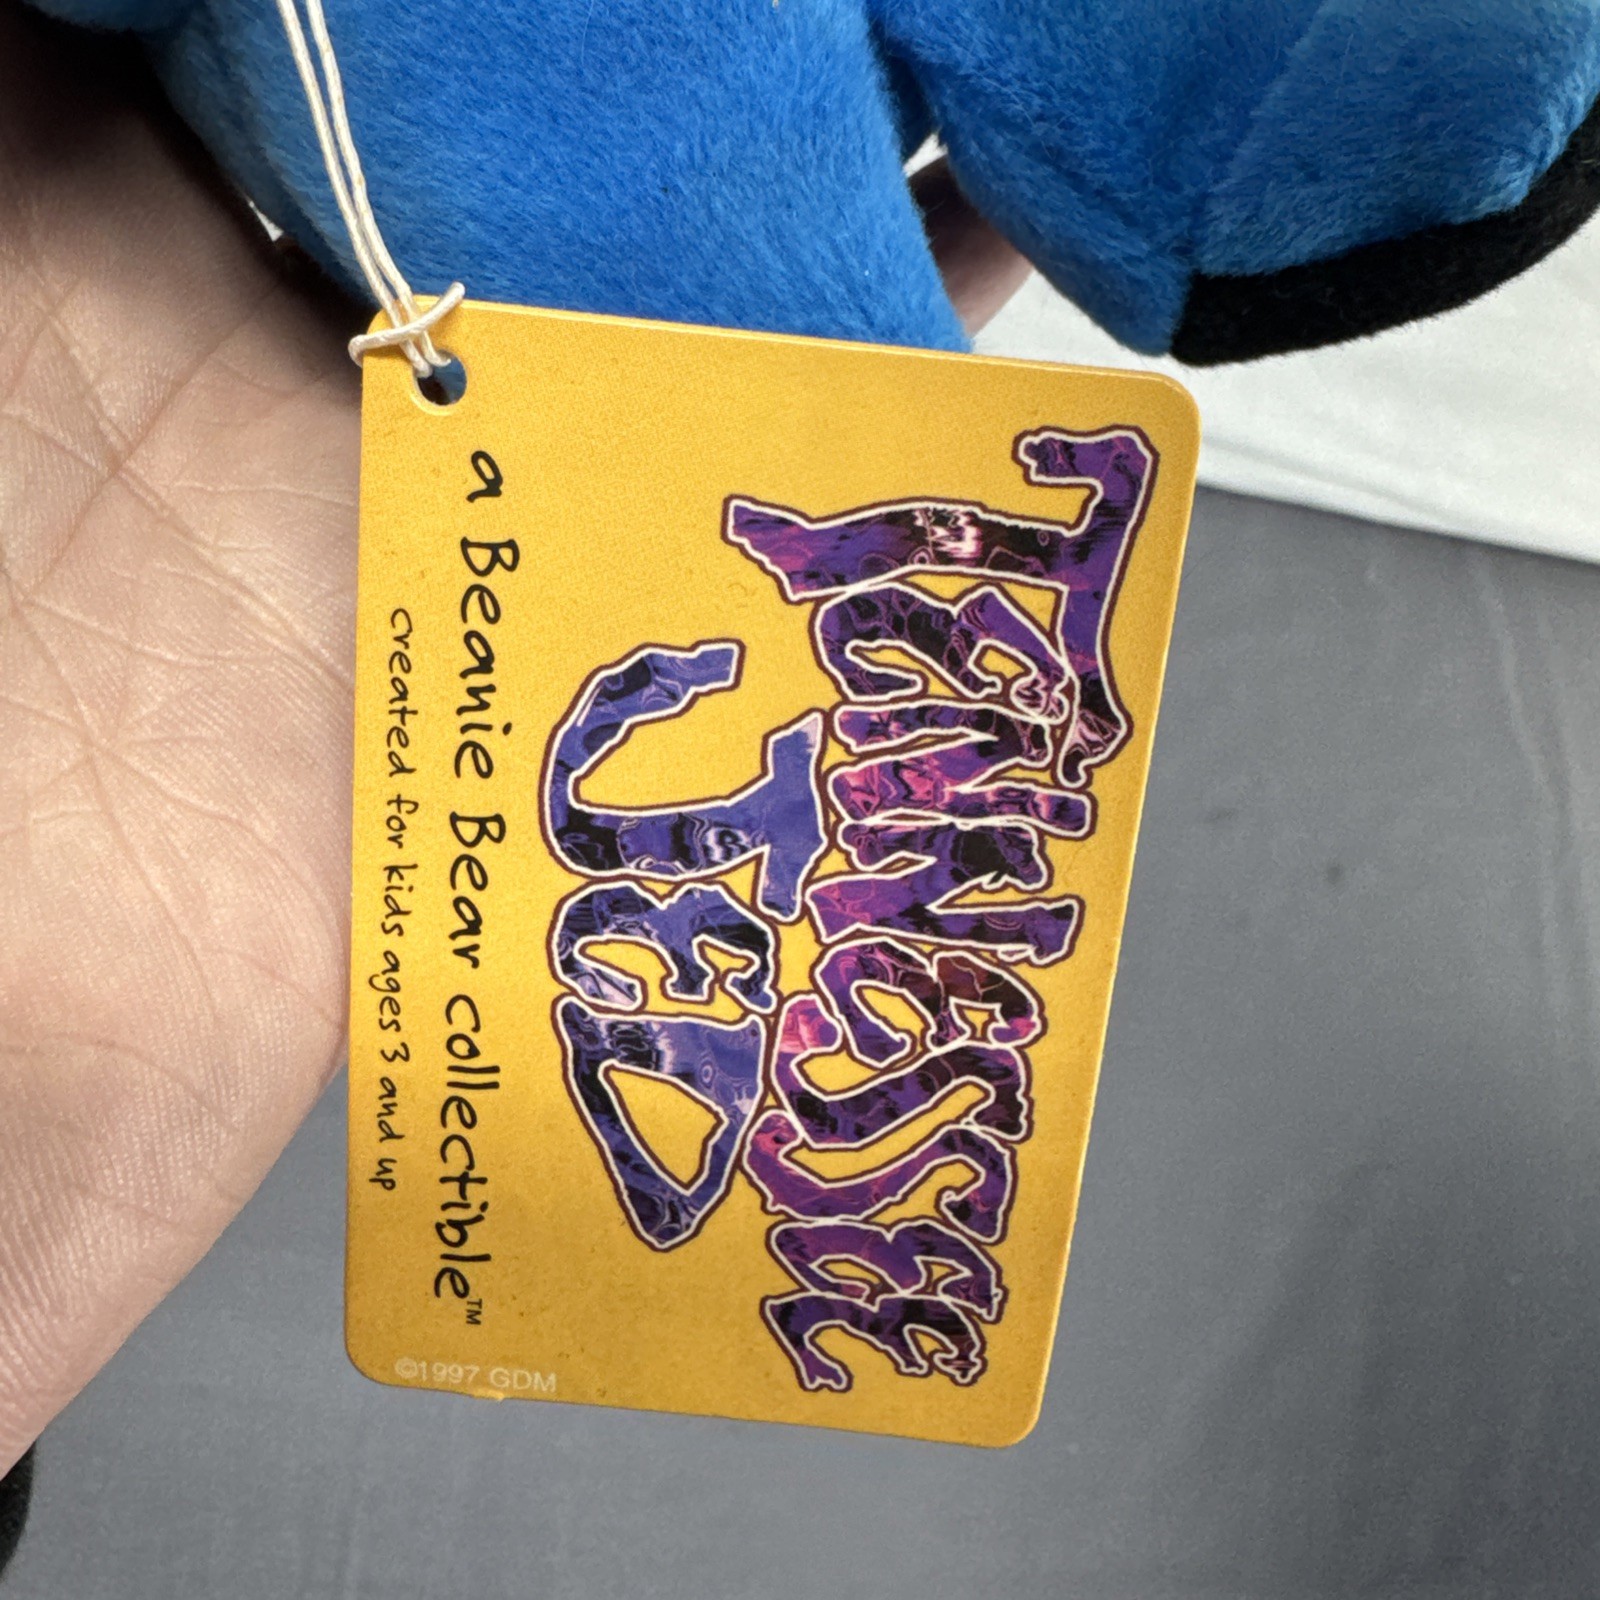 TENNESSEE
JED
a Beanie Bear collectible™
created for kids ages 3 and up
©1997 GDM